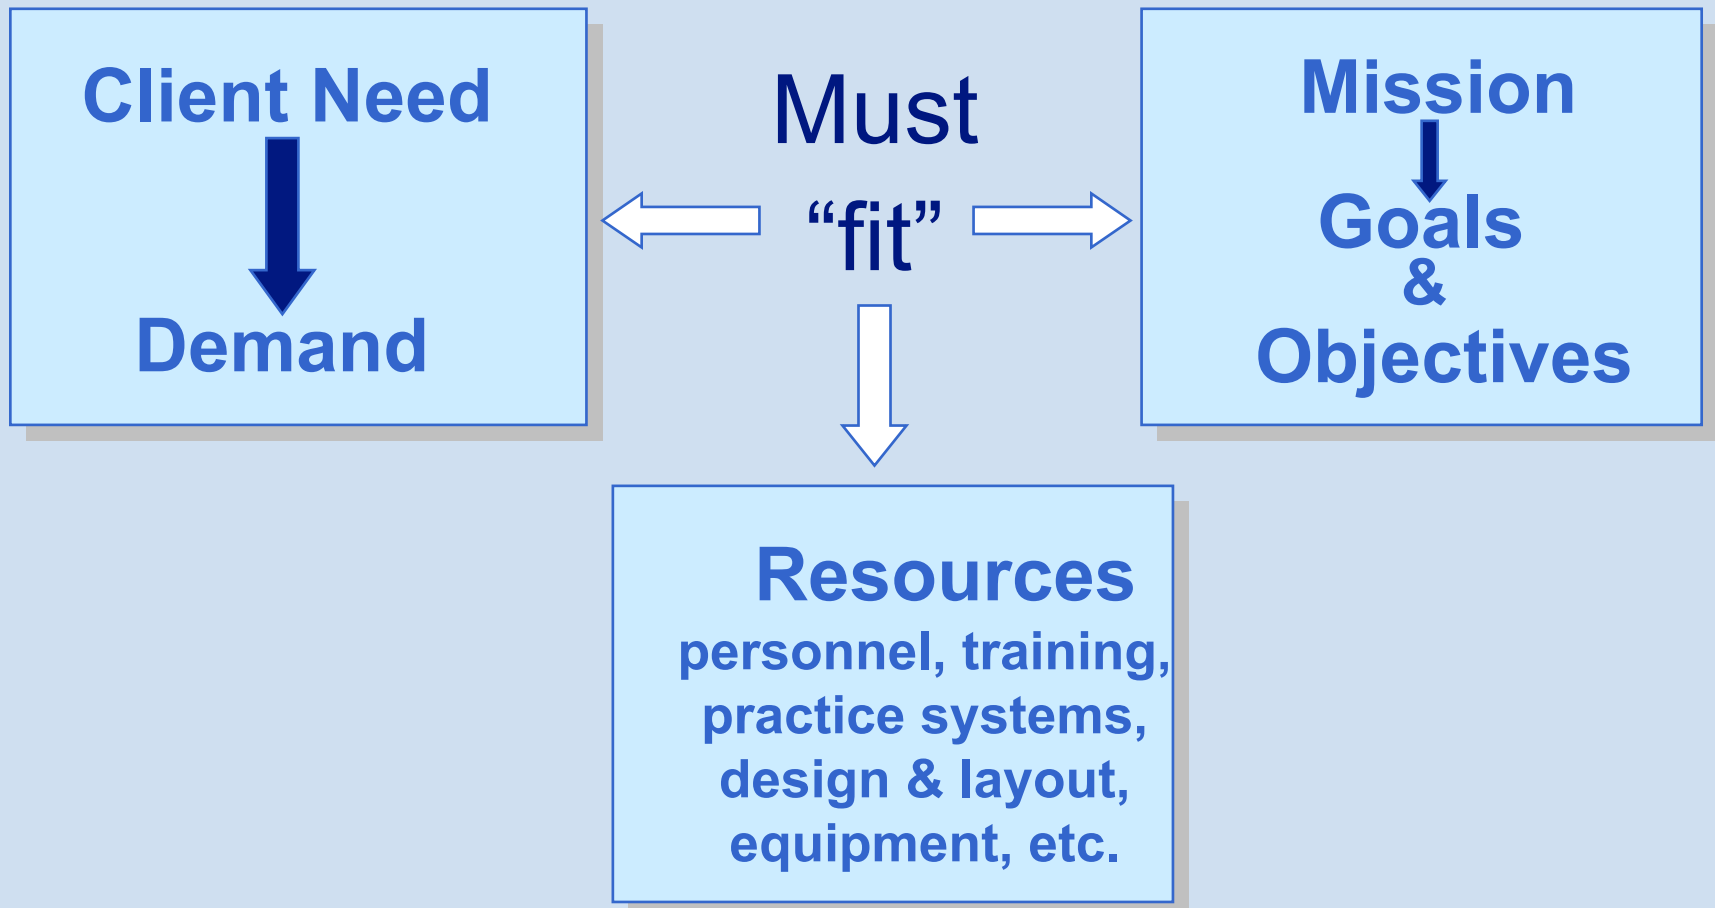 Client Need
Demand
Must
“fit”
Mission
Goals
&
Objectives
Resources
personnel, training,
practice systems,
design & layout,
equipment, etc.